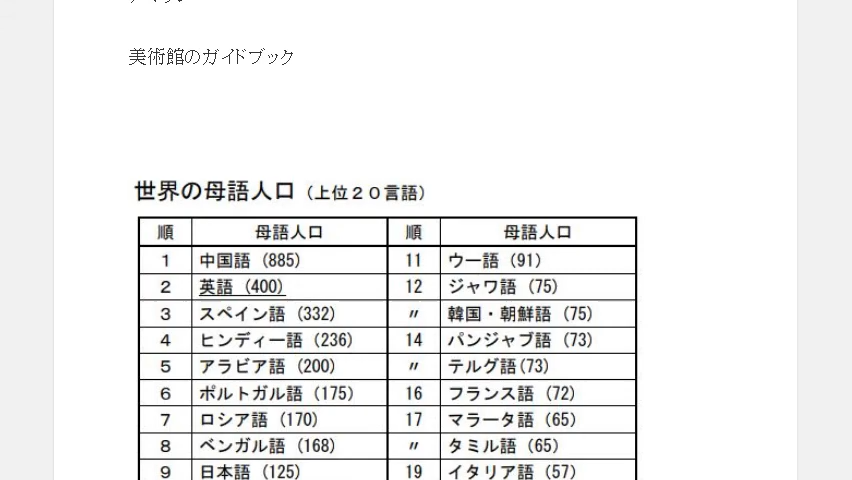 美術館のガイドブック
世界の母語人口（上位２０言語）
順 母語人口 順 母語人口
1 中国語（885） 11 ウー語（91）
2 英語（400） 12 ジャワ語（75）
3 スペイン語（332） 〃 韓国・朝鮮語（75）
4 ヒンディー語（236） 14 パンジャブ語（73）
5 アラビア語（200） 〃 テルグ語(73)
6 ポルトガル語（175） 16 フランス語（72）
7 ロシア語（170） 17 マラータ語（65）
8 ベンガル語（168） 〃 タミル語（65）
9 日本語（125） 19 イタリア語（57）